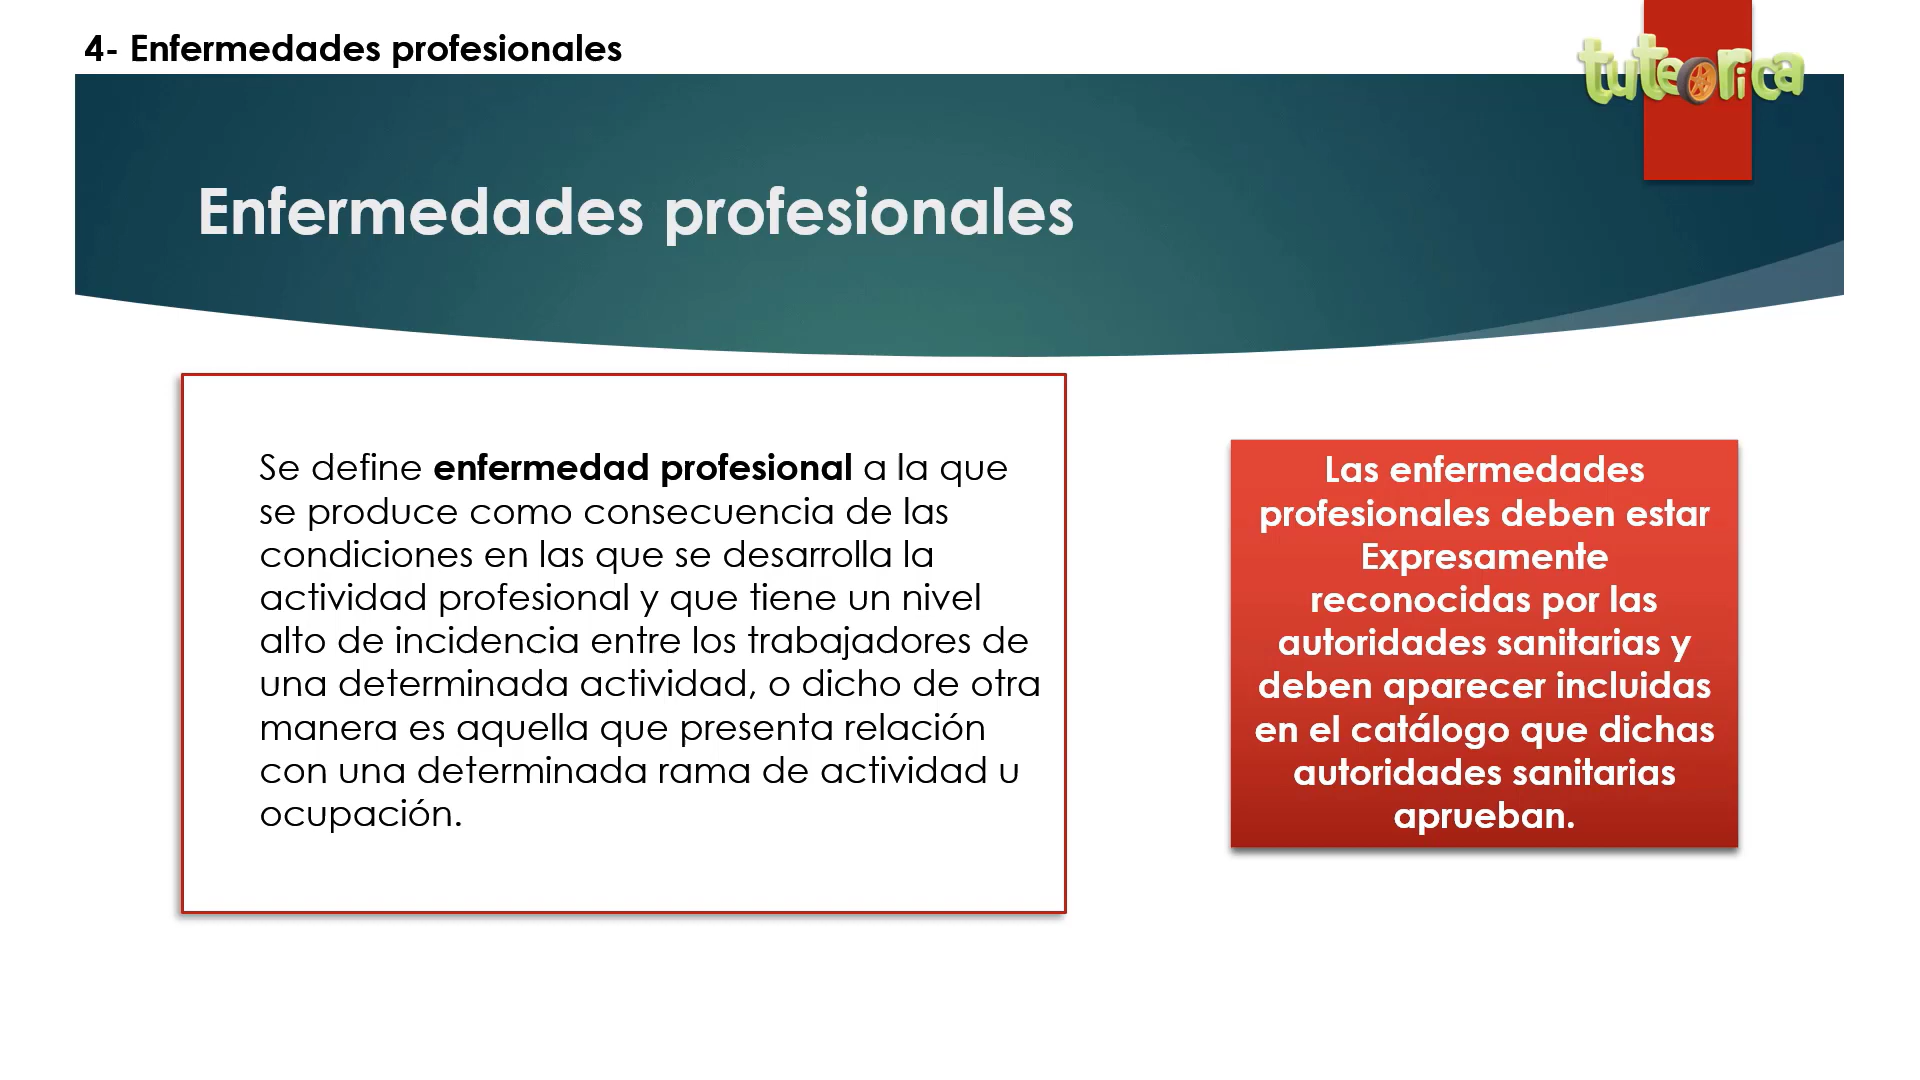 4- Enfermedades profesionales
tuteorica
Enfermedades profesionales
Se define enfermedad profesional a la que
se produce como consecuencia de las
condiciones en las que se desarrolla la
actividad profesional y que tiene un nivel
alto de incidencia entre los trabajadores de
una determinada actividad, o dicho de otra
manera es aquella que presenta relación
con una determinada rama de actividad u
ocupación.
Las enfermedades
profesionales deben estar
Expresamente
reconocidas por las
autoridades sanitarias y
deben aparecer incluidas
en el catálogo que dichas
autoridades sanitarias
aprueban.